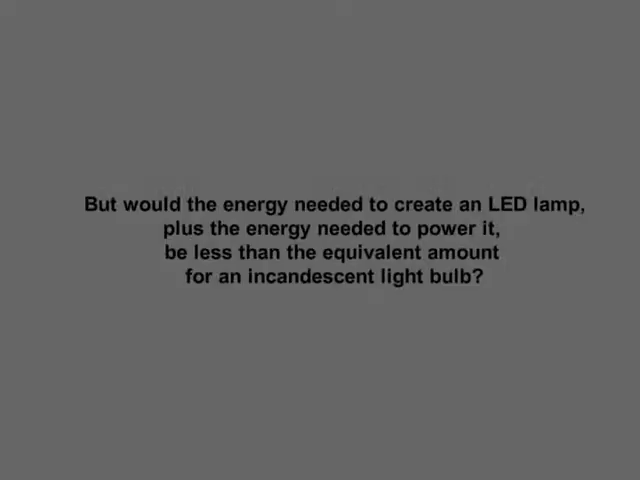 But would the energy needed to create an LED lamp,
plus the energy needed to power it,
be less than the equivalent amount
for an incandescent light bulb?